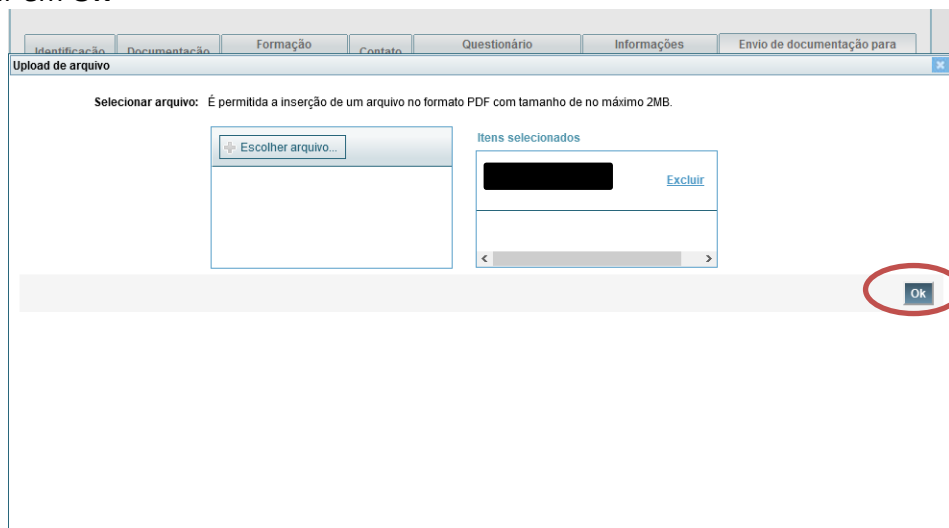 Formação
Questionário
Informações
Envio de documentação para
Identificação
Documentação
Contato
Upload de arquivo
Selecionar arquivo: É permitida a inserção de um arquivo no formato PDF com tamanho de no máximo 2MB.
Escolher arquivo...
Itens selecionados
Excluir
Ok